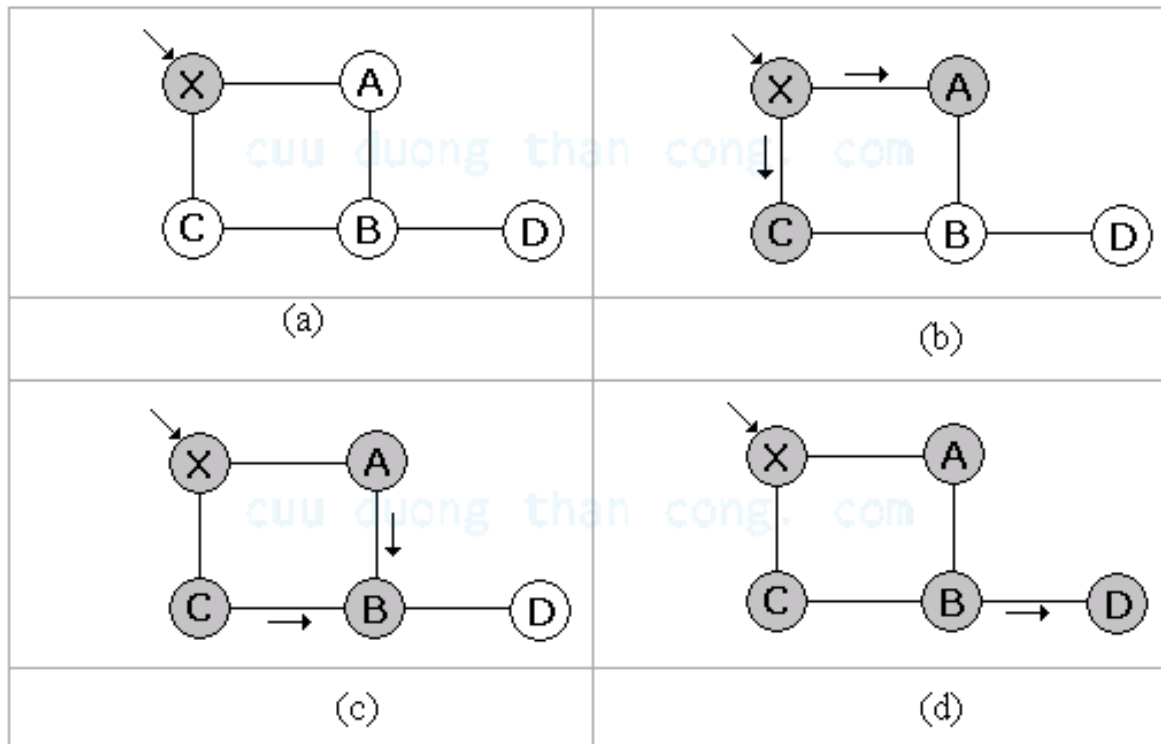 X A
C B D
(a)
X A
C B D
(b)
cuu duong than cong. com
X A
C B D
(c)
X A
C B D
(d)
cuu duong than cong. com